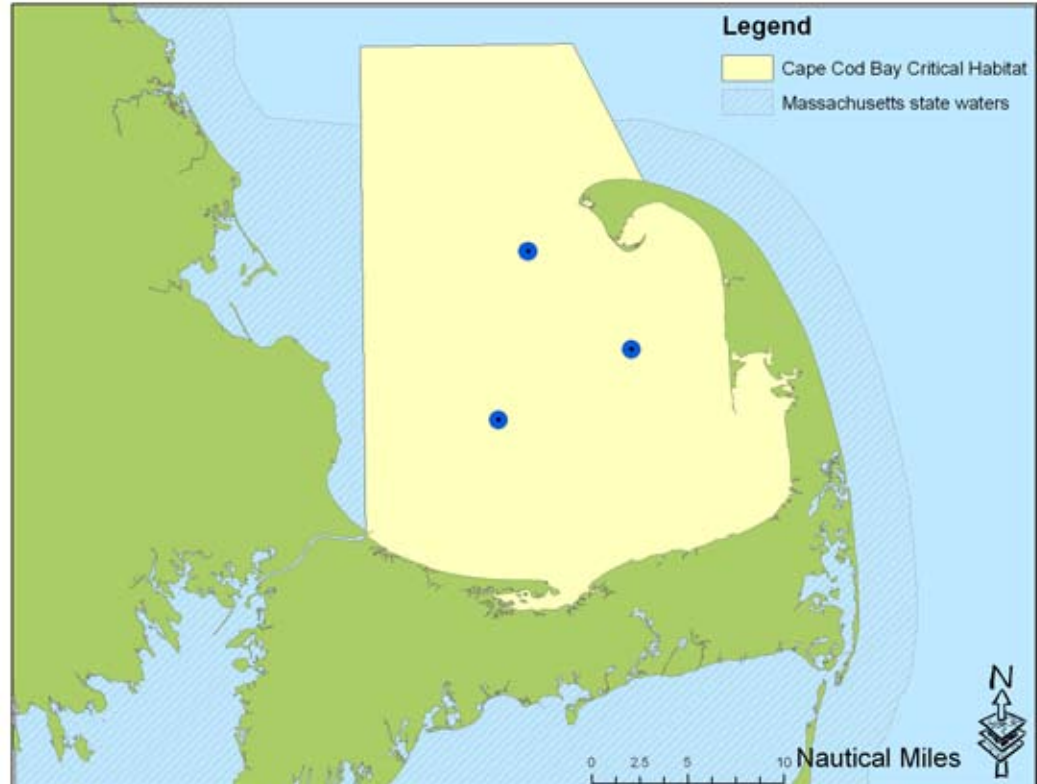 Legend
Cape Cod Bay Critical Habitat
Massachusetts state waters
N
0 2.5 5 10 Nautical Miles